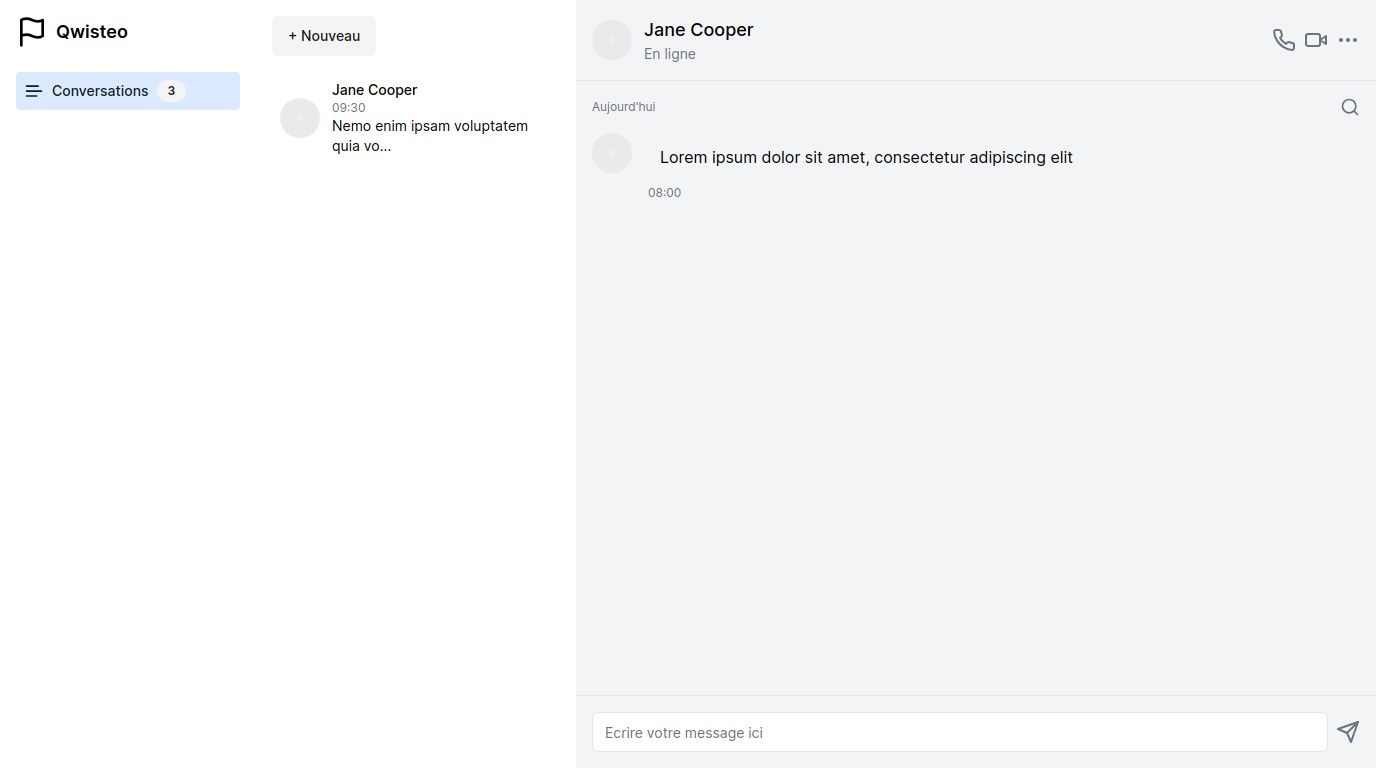 Qwisteo
Conversations 3
+ Nouveau
Jane Cooper
09:30
Nemo enim ipsam voluptatem
quia vo...
Jane Cooper
En ligne
Aujourd'hui
Lorem ipsum dolor sit amet, consectetur adipiscing elit
08:00
Ecrire votre message ici